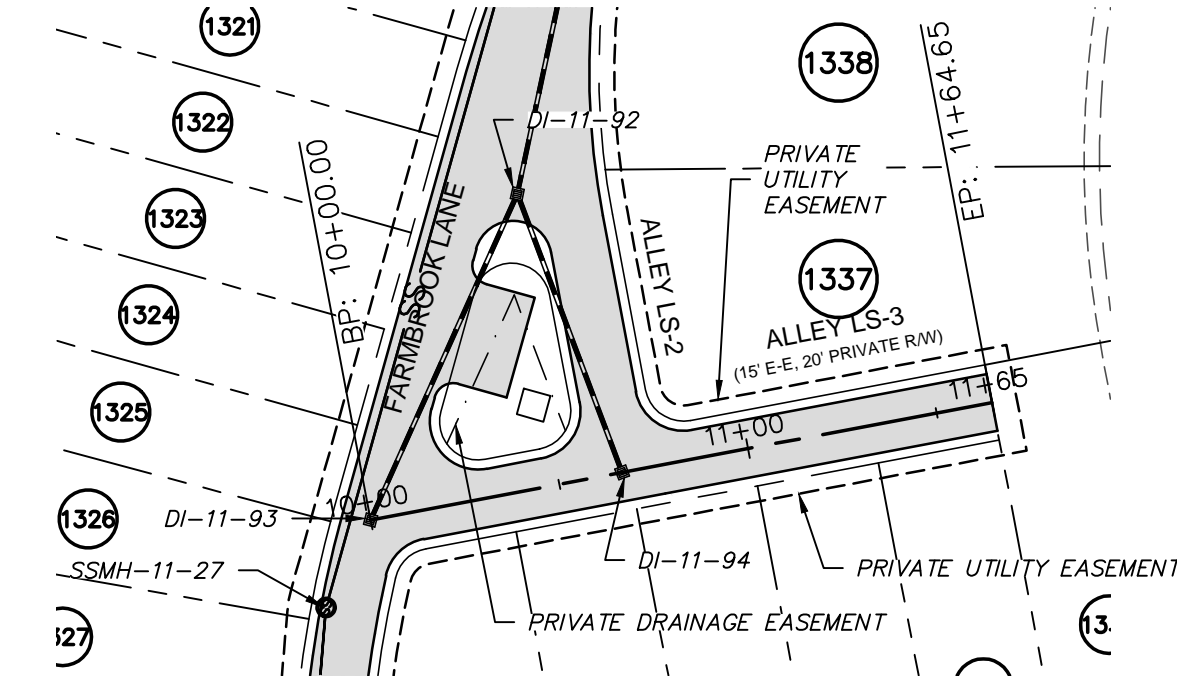 1321
1338
EP: 11+64.65
1322
DI-11-92
BP: 10+00.00
PRIVATE
UTILITY
EASEMENT
1323
FARMBROOK LANE
SS
ALLEY LS-2
1337
1324
ALLEY LS-3
(15' E-E, 20' PRIVATE R/W)
11+65
1325
11+00
10+00
1326
DI-11-93
DI-11-94
SSMH-11-27
PRIVATE UTILITY EASEMENT
PRIVATE DRAINAGE EASEMENT
327